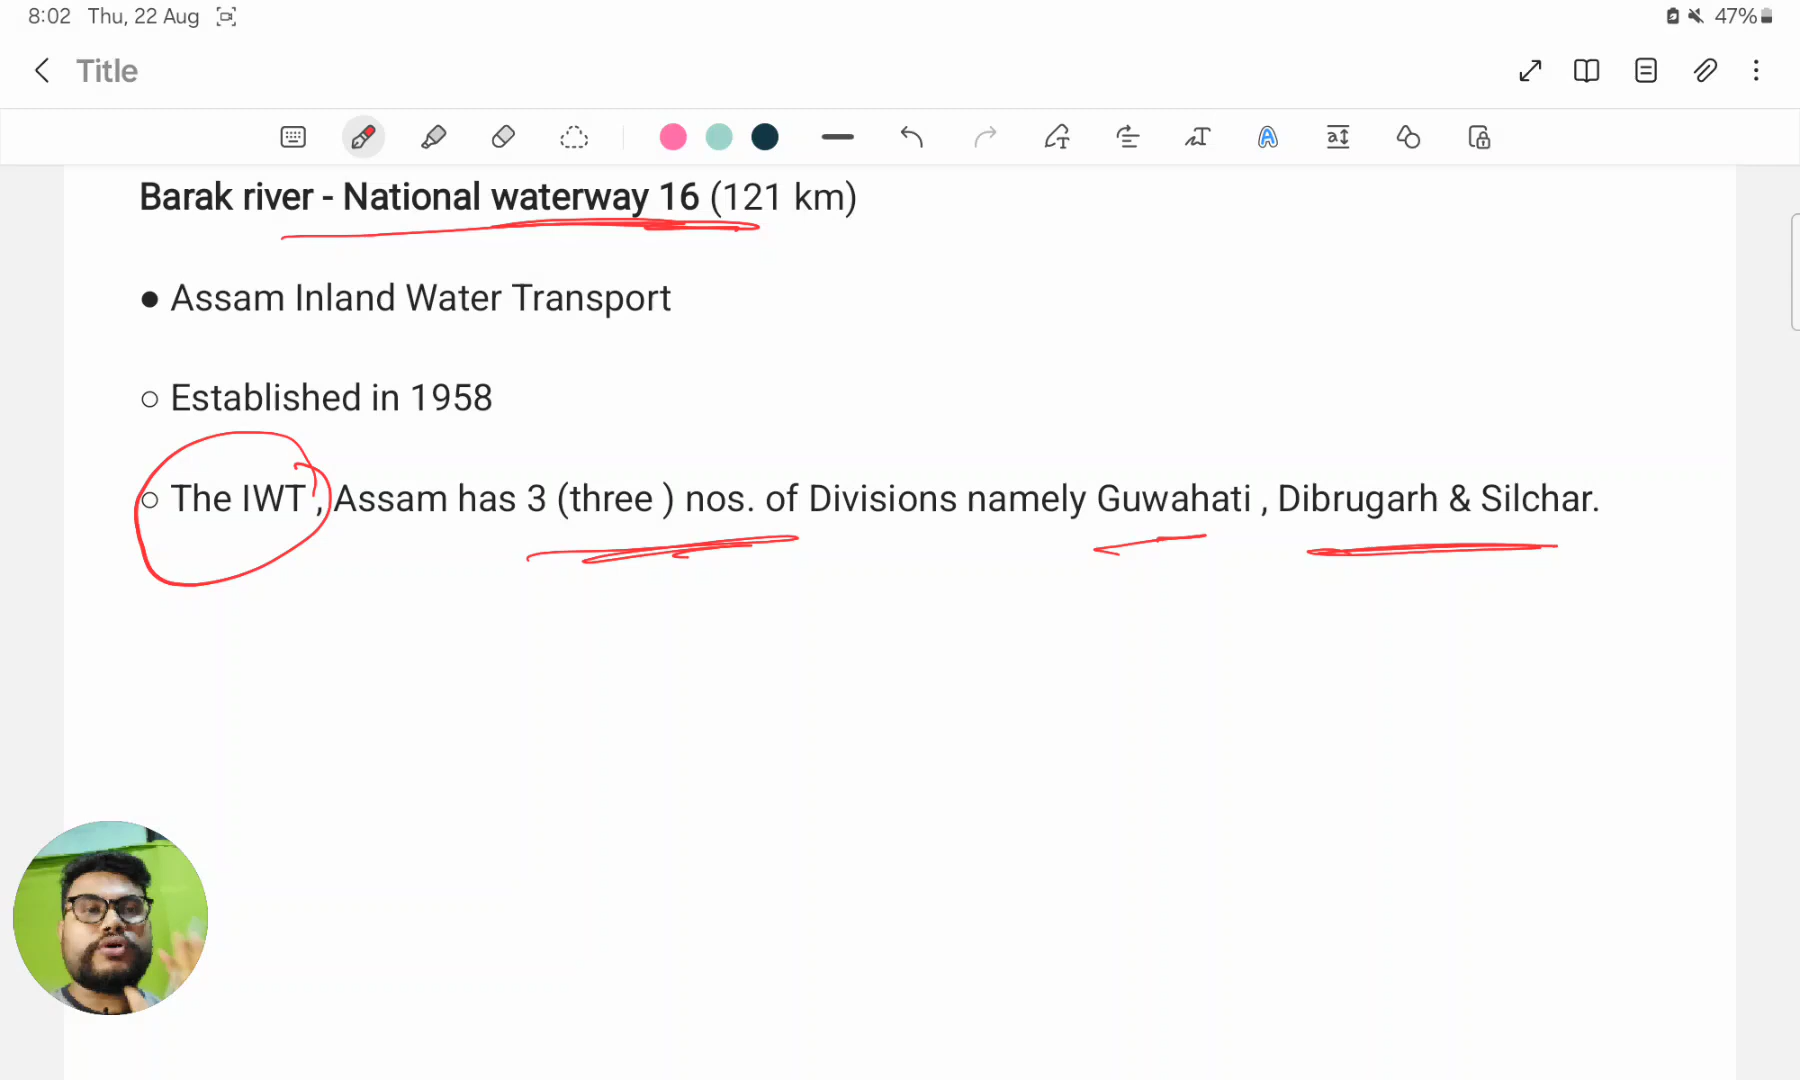 8:02 Thu, 22 Aug 47%
Title
Barak river - National waterway 16 (121 km)
● Assam Inland Water Transport
○ Established in 1958
○ The IWT , Assam has 3 (three ) nos. of Divisions namely Guwahati , Dibrugarh & Silchar.